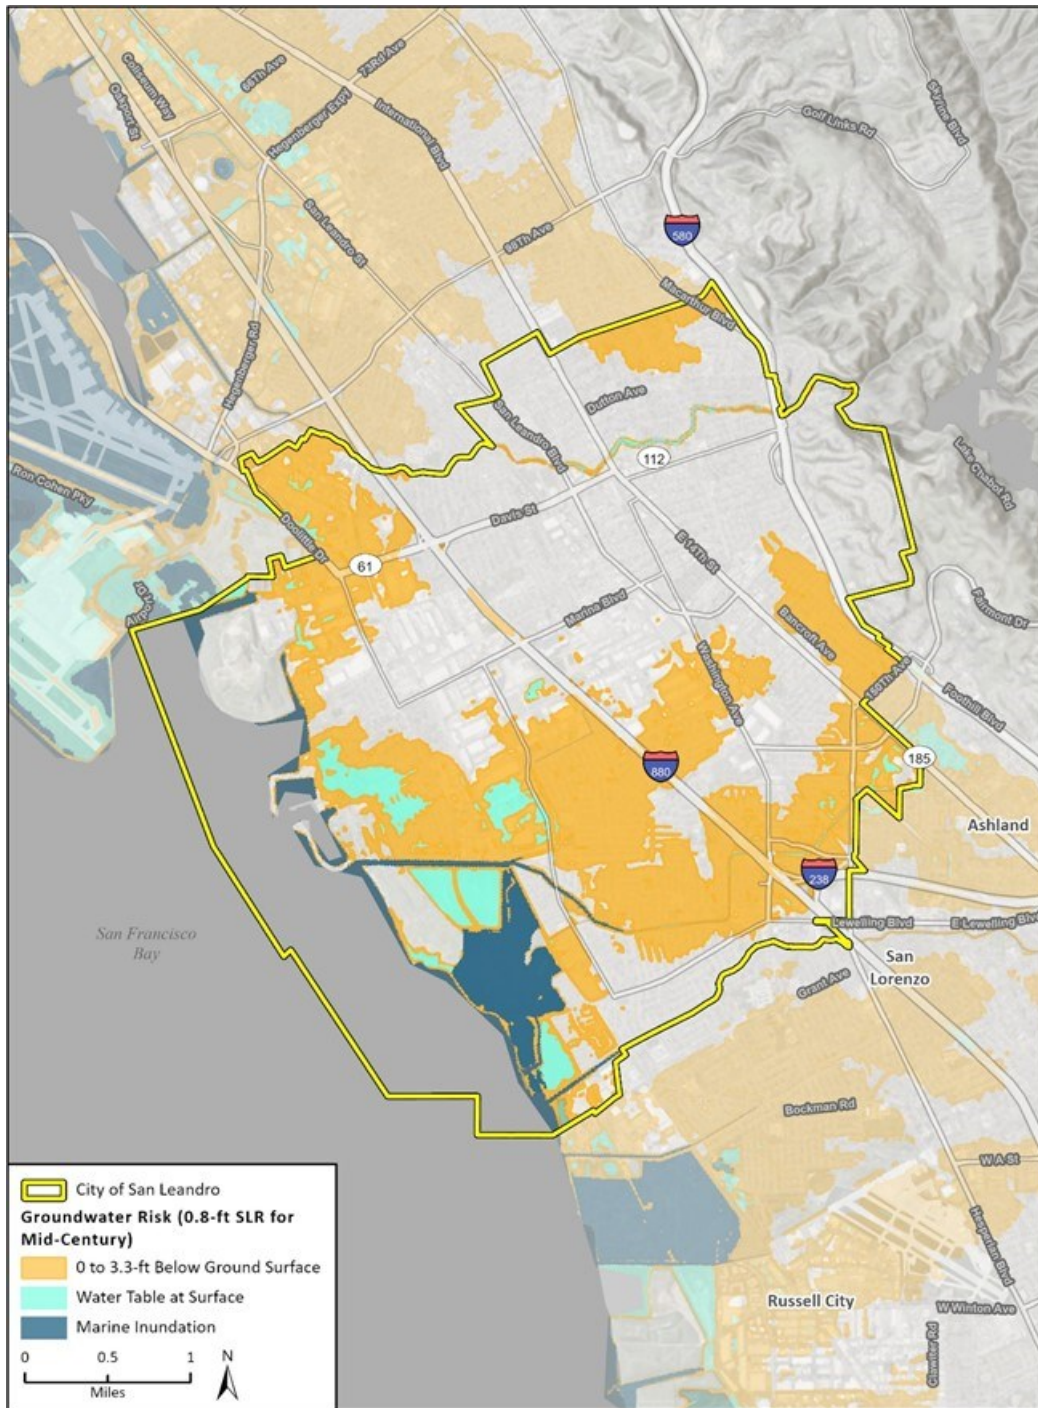 Coliseum Way
Oakport St
66Th Ave
73Rd Ave
Hegenberger Expy
International Blvd
Golf Links Rd
Skyline Blvd
San Leandro St
98Th Ave
580
Macarthur Blvd
Hegenberger Rd
Dutton Ave
San Leandro Blvd
112
Lake Chabot Rd
Ron Cohen Pky
Davis St
Doolittle Dr
61
E 14Th St
Airport Dr
Marina Blvd
Bancroft Ave
Fairmont Dr
Washington Ave
150Th Ave
Foothill Blvd
880
185
Ashland
238
San Francisco
Bay
Lewelling Blvd
E Lewelling Blvd
San
Lorenzo
Grant Ave
Bockman Rd
W A St
Hesperian Blvd
Russell City
W Winton Ave
Clawiter Rd
City of San Leandro
Groundwater Risk (0.8-ft SLR for
Mid-Century)
0 to 3.3-ft Below Ground Surface
Water Table at Surface
Marine Inundation
0 0.5 1
Miles
N